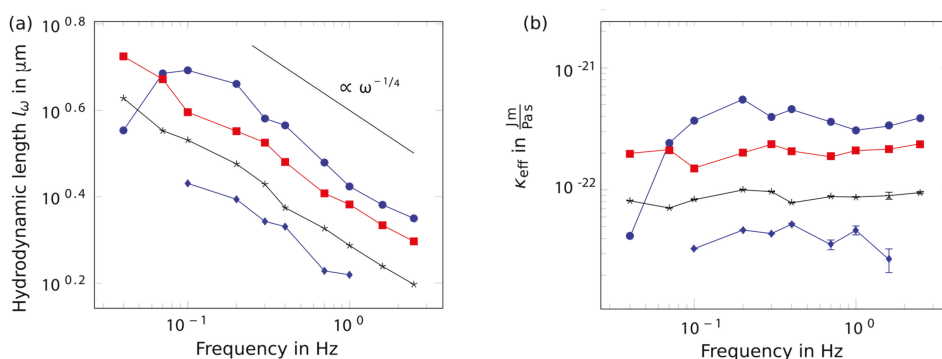 (a)
10^0.8
10^0.6
10^0.4
10^0.2
Hydrodynamic length l_ω in μm
∝ ω^−1/4
10^−1
10^0
Frequency in Hz
(b)
10^-21
10^-22
κ_eff in Jm/Pas
10^−1
10^0
Frequency in Hz